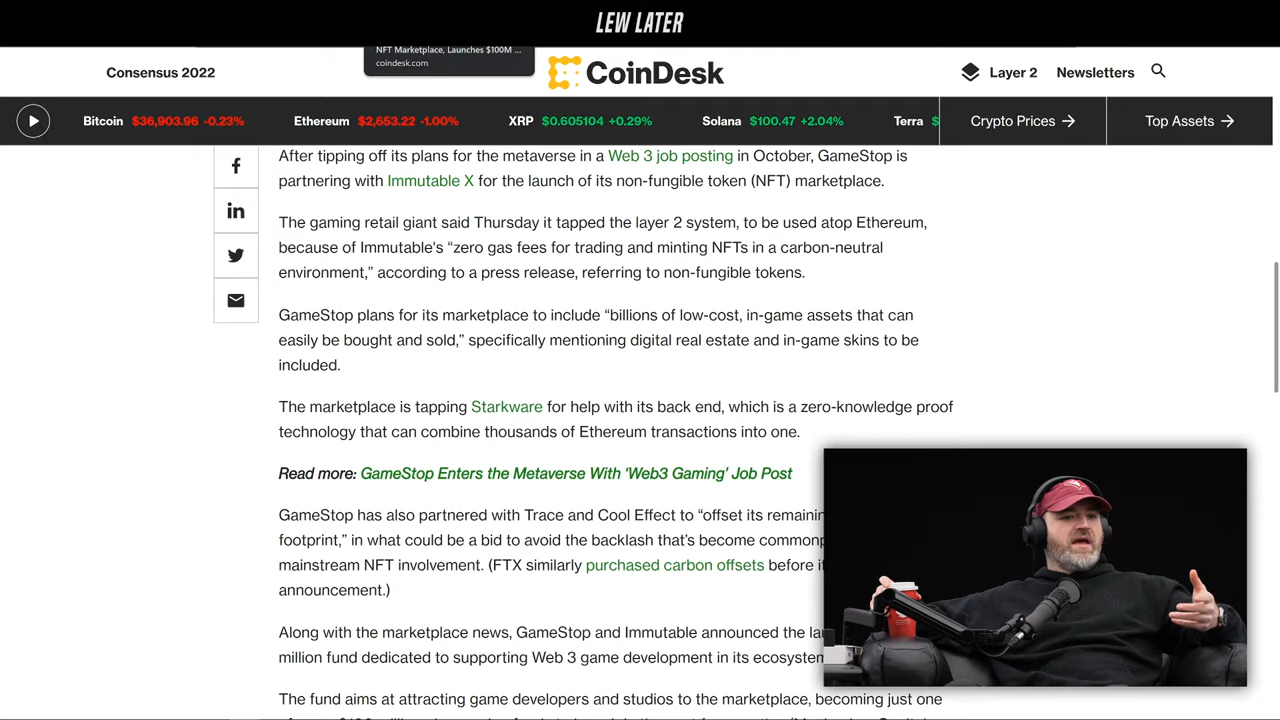 LEW LATER
NFT Marketplace, Launches $100M ...
coindesk.com
Consensus 2022
CoinDesk
Layer 2
Newsletters
Bitcoin $36,903.96 -0.23%
Ethereum $2,653.22 -1.00%
XRP $0.605104 +0.29%
Solana $100.47 +2.04%
Terra $
Crypto Prices →
Top Assets →
After tipping off its plans for the metaverse in a Web 3 job posting in October, GameStop is
partnering with Immutable X for the launch of its non-fungible token (NFT) marketplace.
The gaming retail giant said Thursday it tapped the layer 2 system, to be used atop Ethereum,
because of Immutable's “zero gas fees for trading and minting NFTs in a carbon-neutral
environment,” according to a press release, referring to non-fungible tokens.
GameStop plans for its marketplace to include “billions of low-cost, in-game assets that can
easily be bought and sold,” specifically mentioning digital real estate and in-game skins to be
included.
The marketplace is tapping Starkware for help with its back end, which is a zero-knowledge proof
technology that can combine thousands of Ethereum transactions into one.
Read more: GameStop Enters the Metaverse With ‘Web3 Gaming’ Job Post
GameStop has also partnered with Trace and Cool Effect to “offset its remainin
footprint,” in what could be a bid to avoid the backlash that’s become commonp
mainstream NFT involvement. (FTX similarly purchased carbon offsets before i
announcement.)
Along with the marketplace news, GameStop and Immutable announced the lau
million fund dedicated to supporting Web 3 game development in its ecosystem
The fund aims at attracting game developers and studios to the marketplace, becoming just one